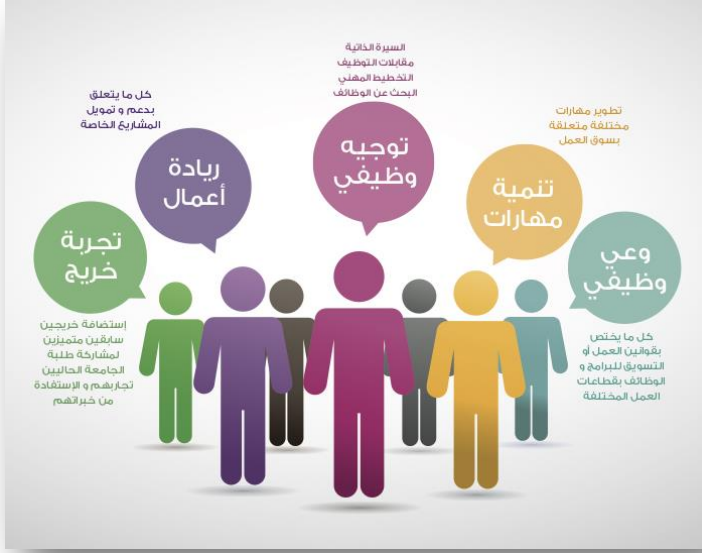 وعي
وظيفي
كل ما يختص
بقوانين العمل أو
التسويق للبرامج و
الوظائف بقطاعات
العمل المختلفة
تطوير مهارات
مختلفة متعلقة
بسوق العمل
تنمية
مهارات
السيرة الذاتية
مقابلات التوظيف
التخطيط المهني
البحث عن الوظائف
توجيه
وظيفي
كل ما يتعلق
بدعم و تمويل
المشاريع الخاصة
ريادة
أعمال
تجربة
خريج
إستضافة خريجين
سابقين متميزين
لمشاركة طلبة
الجامعة الحاليين
تجاربهم و الإستفادة
من خبراتهم